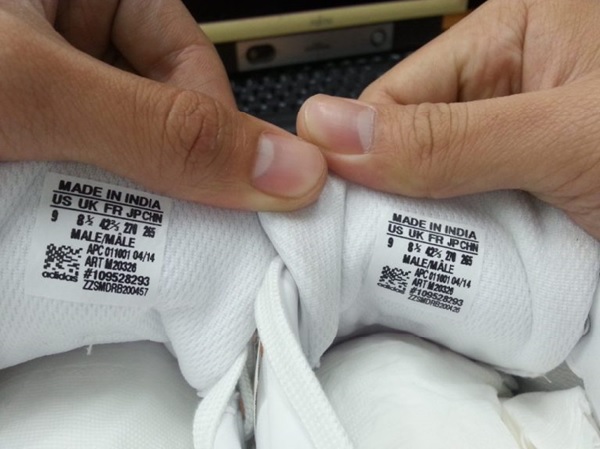 MADE IN INDIA
US UK FR JP CHN
9 8½ 42⅔ 270 265
MALE/MÂLE
APC 011001 04/14
ART M20326
#109528293
adidas
ZZSMDRB200457
MADE IN INDIA
US UK FR JP CHN
9 8½ 42⅔ 270 265
MALE/MÂLE
APC 011001 04/14
ART M20326
#109528293
adidas